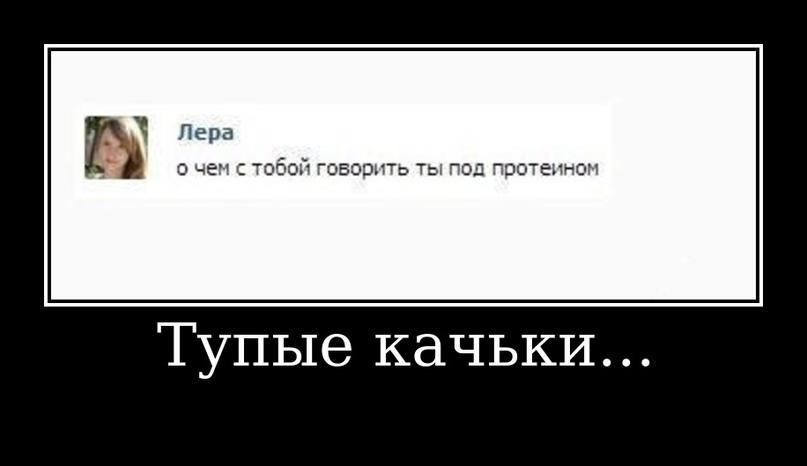 Лера
о чем с тобой говорить ты под протеином
Тупые качьки...